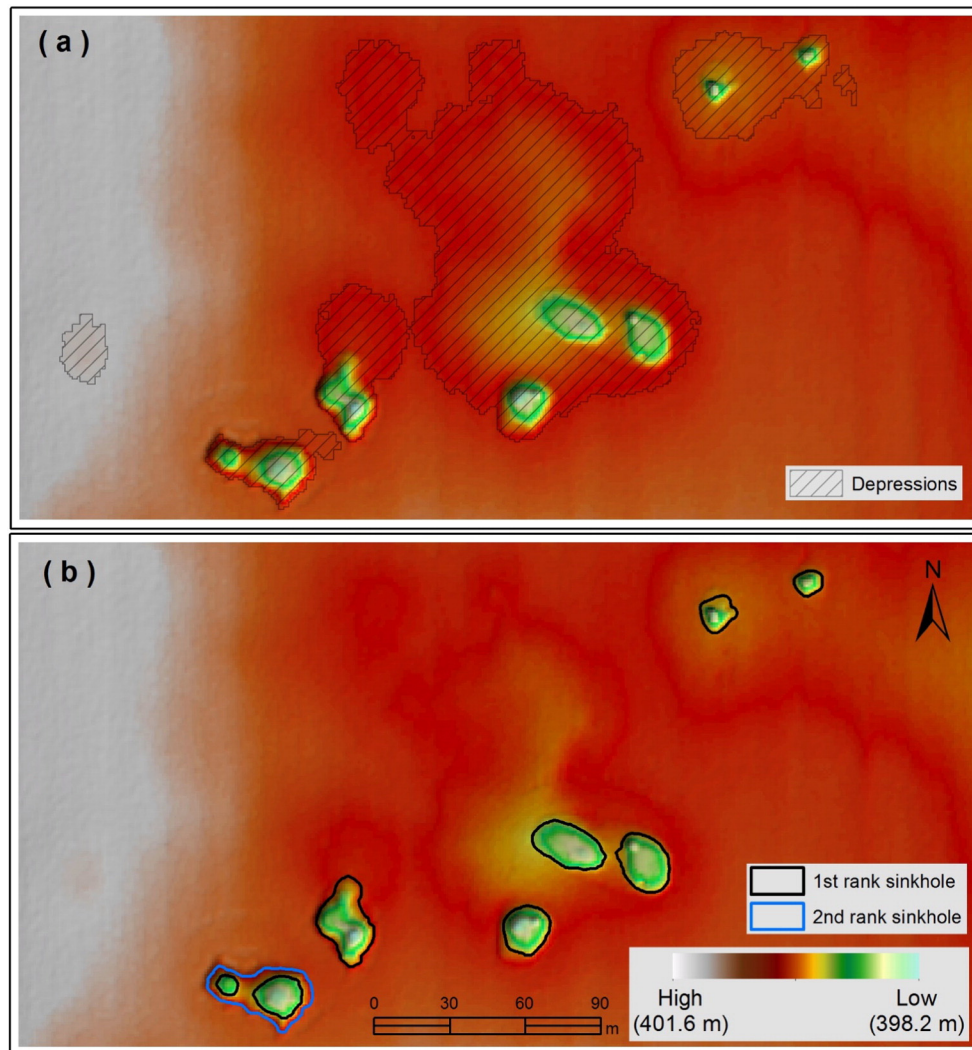 ( a )
Depressions
( b )
N
1st rank sinkhole
2nd rank sinkhole
0 30 60 90
m
High Low
(401.6 m) (398.2 m)